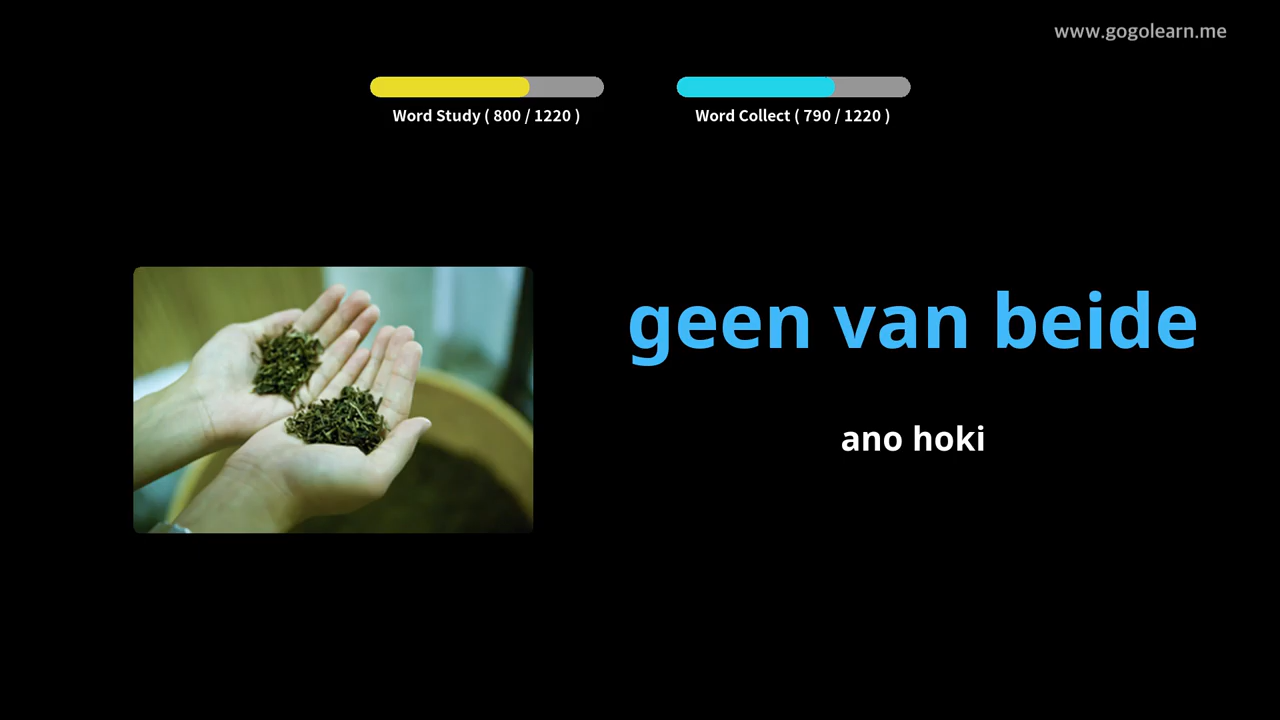 www.gogolearn.me
Word Study ( 800 / 1220 )
Word Collect ( 790 / 1220 )
geen van beide
ano hoki